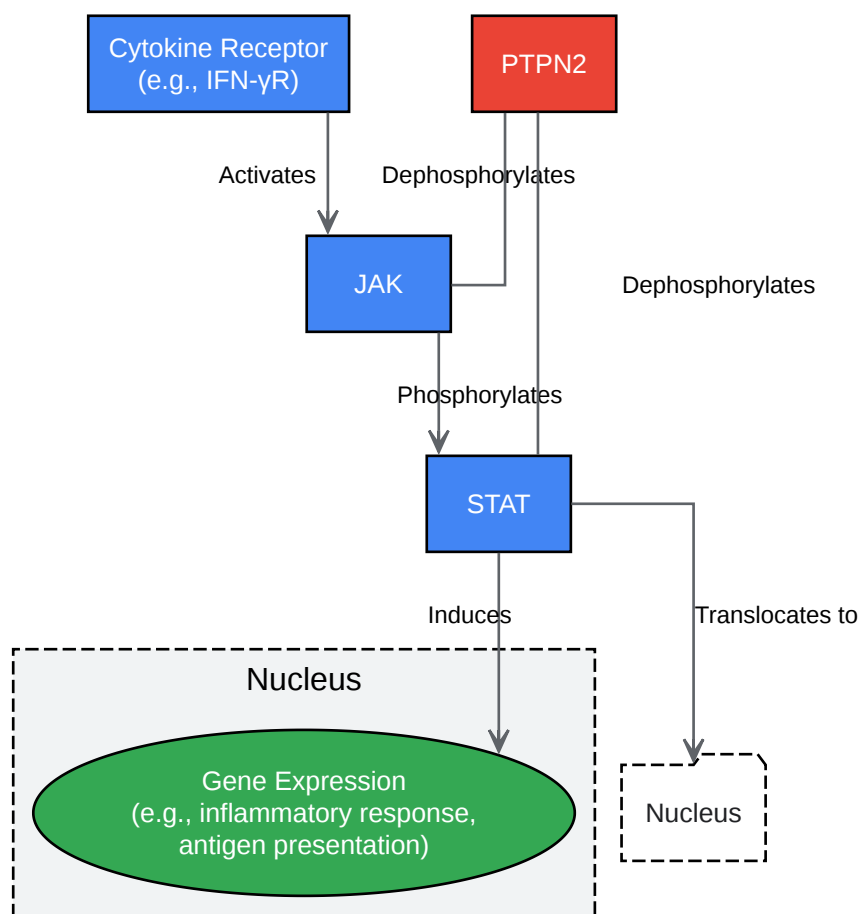 Cytokine Receptor
(e.g., IFN-γR)
PTPN2
Activates
Dephosphorylates
JAK
Dephosphorylates
Phosphorylates
STAT
Induces
Translocates to
Nucleus
Gene Expression
(e.g., inflammatory response,
antigen presentation)
Nucleus